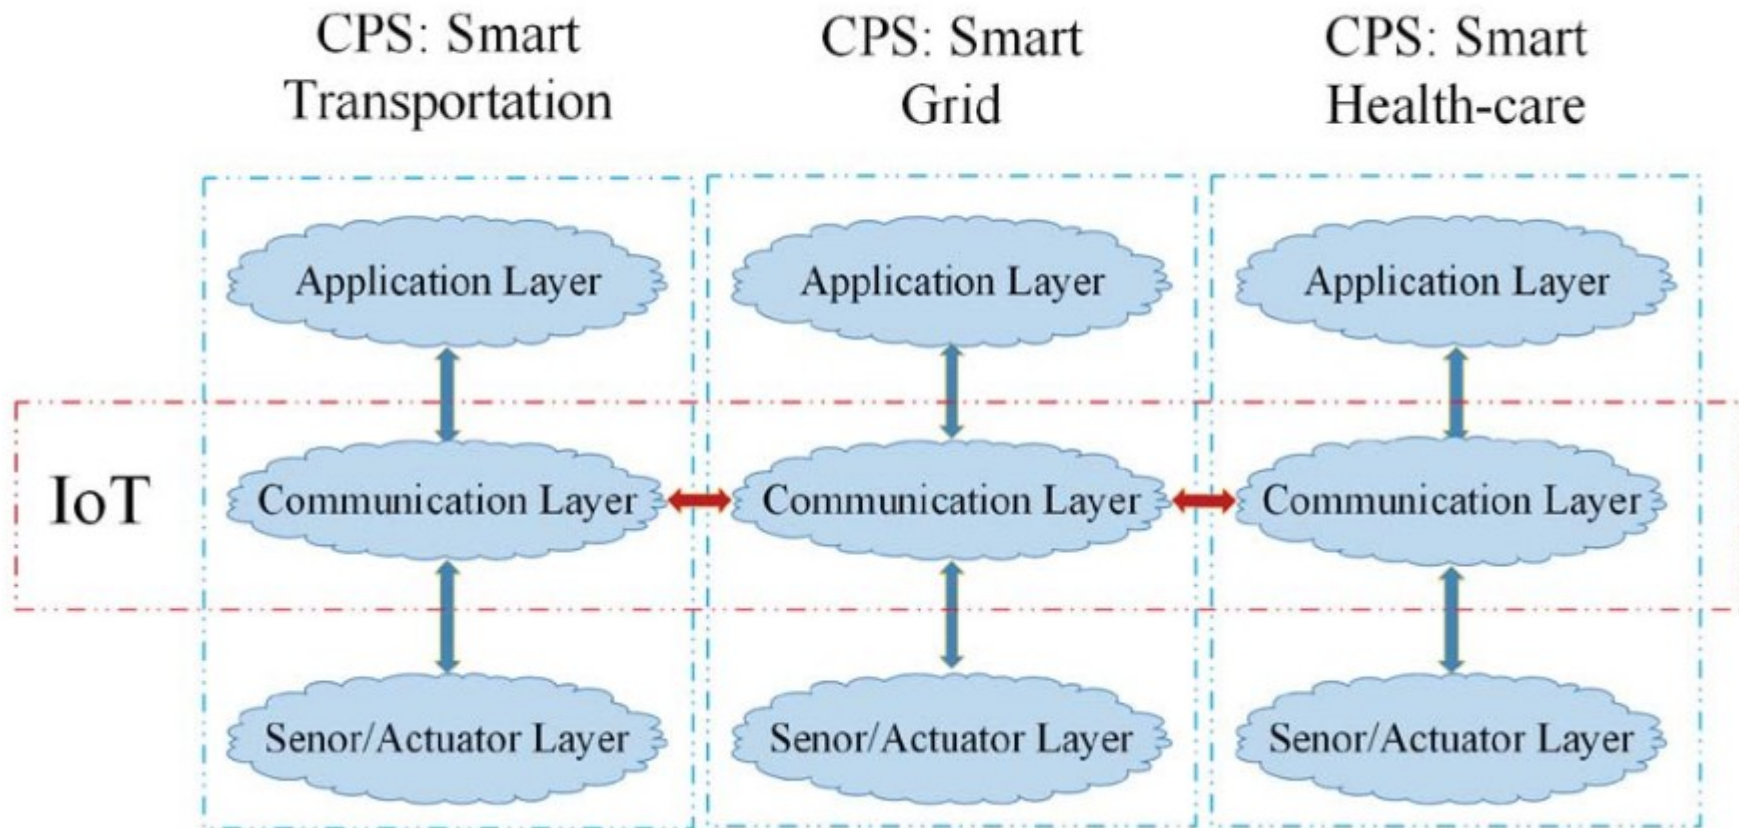 CPS: Smart
Transportation
CPS: Smart
Grid
CPS: Smart
Health-care
Application Layer
Application Layer
Application Layer
IoT
Communication Layer
Communication Layer
Communication Layer
Senor/Actuator Layer
Senor/Actuator Layer
Senor/Actuator Layer